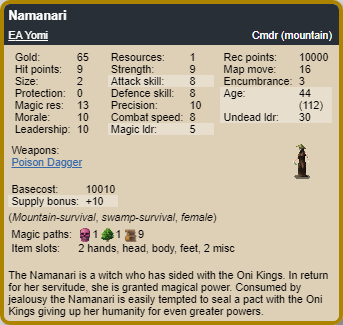 Namanari
EA Yomi Cmdr (mountain)
Gold: 65 Resources: 1 Rec points: 10000
Hit points: 9 Strength: 9 Map move: 16
Size: 2 Attack skill: 8 Encumbrance: 3
Protection: 0 Defence skill: 8 Age: 44
Magic res: 13 Precision: 10 (112)
Morale: 10 Combat speed: 8 Undead ldr: 30
Leadership: 10 Magic ldr: 5
Weapons:
Poison Dagger
Basecost: 10010
Supply bonus: +10
(Mountain-survival, swamp-survival, female)
Magic paths: 1 1 9
Item slots: 2 hands, head, body, feet, 2 misc
The Namanari is a witch who has sided with the Oni Kings. In return
for her servitude, she is granted magical power. Consumed by
jealousy the Namanari is easily tempted to seal a pact with the Oni
Kings giving up her humanity for even greater powers.